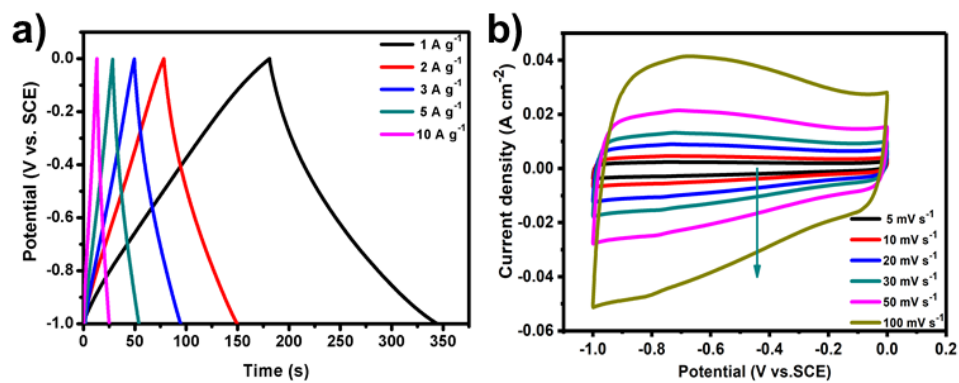 a)
Potential (V vs. SCE)
0.0
-0.2
-0.4
-0.6
-0.8
-1.0
1 A g⁻¹
2 A g⁻¹
3 A g⁻¹
5 A g⁻¹
10 A g⁻¹
0 50 75 125 175 225 250 300 350
Time (s)
b)
Current density (A cm⁻²)
0.04
0.02
0.00
-0.02
-0.04
-0.06
5 mV s⁻¹
10 mV s⁻¹
20 mV s⁻¹
30 mV s⁻¹
50 mV s⁻¹
100 mV s⁻¹
-1.0 -0.8 -0.6 -0.4 -0.2 0.0 0.2
Potential (V vs.SCE)